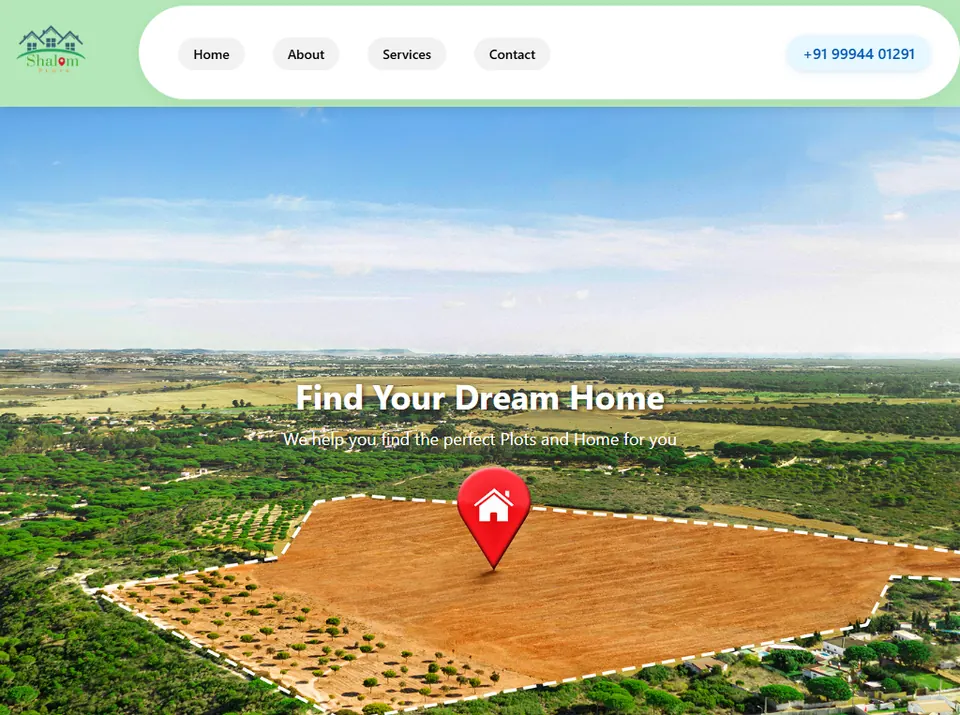 Shalom
PLOTS
Home
About
Services
Contact
+91 99944 01291
Find Your Dream Home
We help you find the perfect Plots and Home for you